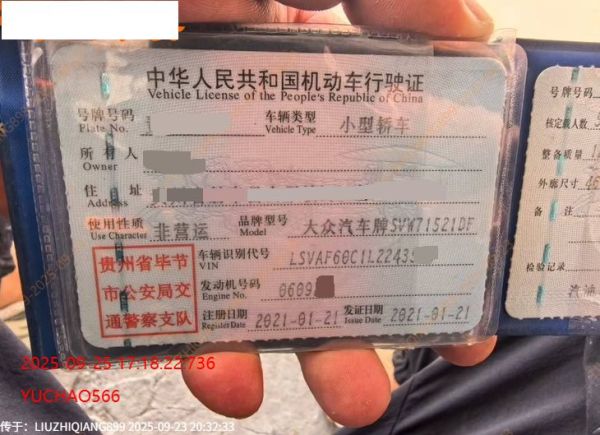 中华人民共和国机动车行驶证
Vehicle License of the People's Republic of China
号牌号码
Plate No.
车辆类型 小型轿车
Vehicle Type
所有人
Owner
住址
Address
使用性质 非营运
Use Character
品牌型号 大众汽车牌SVW71521DF
Model
车辆识别代号 LSVAF60C1L22435
VIN
发动机号码 0609
Engine No.
注册日期 2021-01-21
Register Date
发证日期 2021-01-21
Issue Date
贵州省毕节
市公安局交
通警察支队
号牌号码
核定载人数
整备质量
外廓尺寸 46
备注
检验记录
汽油
2025-09-25 17:18:22.736
YUCHAO566
传于：LIUZHIQIANG899 2025-09-23 20:32:33